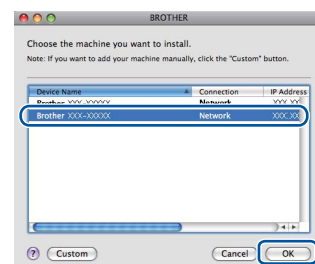 BROTHER
Choose the machine you want to install.
Note: If you want to add your machine manually, click the "Custom" button.
Device Name Connection IP Address
Brother XXX-XXXXX Network XXX.XX
Brother XXX-XXXXX Network XXX.XX
? Custom Cancel OK